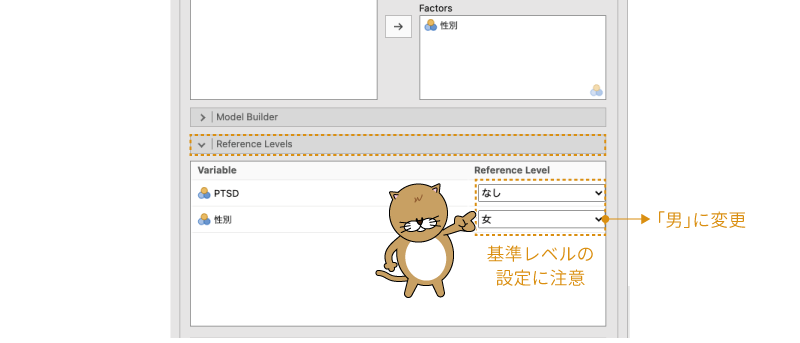 Factors
性別
Model Builder
Reference Levels
Variable Reference Level
PTSD なし
性別 女
「男」に変更
基準レベルの
設定に注意